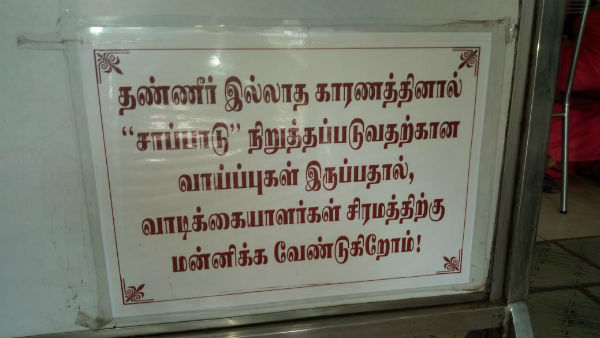 தண்ணீர் இல்லாத காரணத்தினால்
“சாப்பாடு” நிறுத்தப்படுவதற்கான
வாய்ப்புகள் இருப்பதால்,
வாடிக்கையாளர்கள் சிரமத்திற்கு
மன்னிக்க வேண்டுகிறோம்!